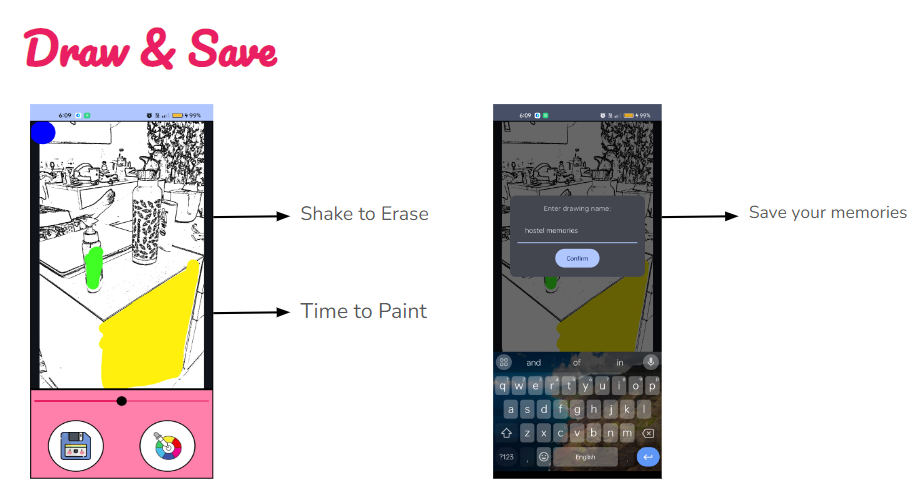 Draw & Save
6:09
99%
Shake to Erase
Time to Paint
6:09
99%
Enter drawing name:
hostel memories
Confirm
Save your memories
and of in
q w e r t y u i o p
a s d f g h j k l
z x c v b n m
?123 , English .